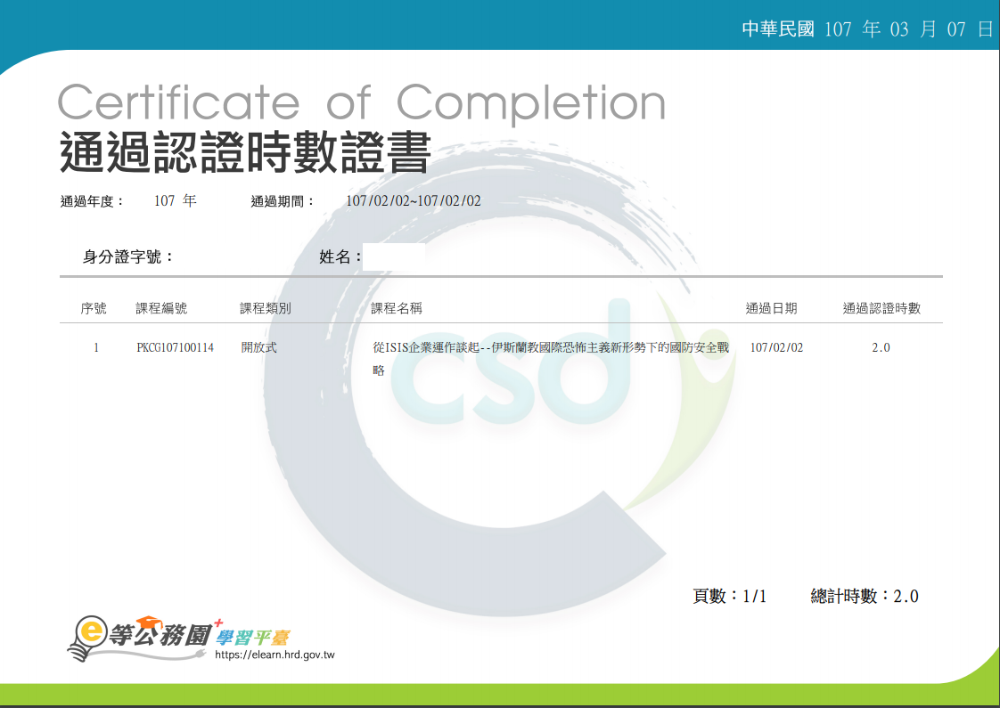 中華民國 107 年 03 月 07 日
Certificate of Completion
通過認證時數證書
通過年度： 107 年 通過期間： 107/02/02~107/02/02
身分證字號： 姓名：
序號 課程編號 課程類別 課程名稱 通過日期 通過認證時數
1 PKCG107100114 開放式 從ISIS企業運作談起--伊斯蘭教國際恐怖主義新形勢下的國防安全戰 107/02/02 2.0
略
csd
頁數：1/1 總計時數：2.0
e等公務園+學習平臺
https://elearn.hrd.gov.tw